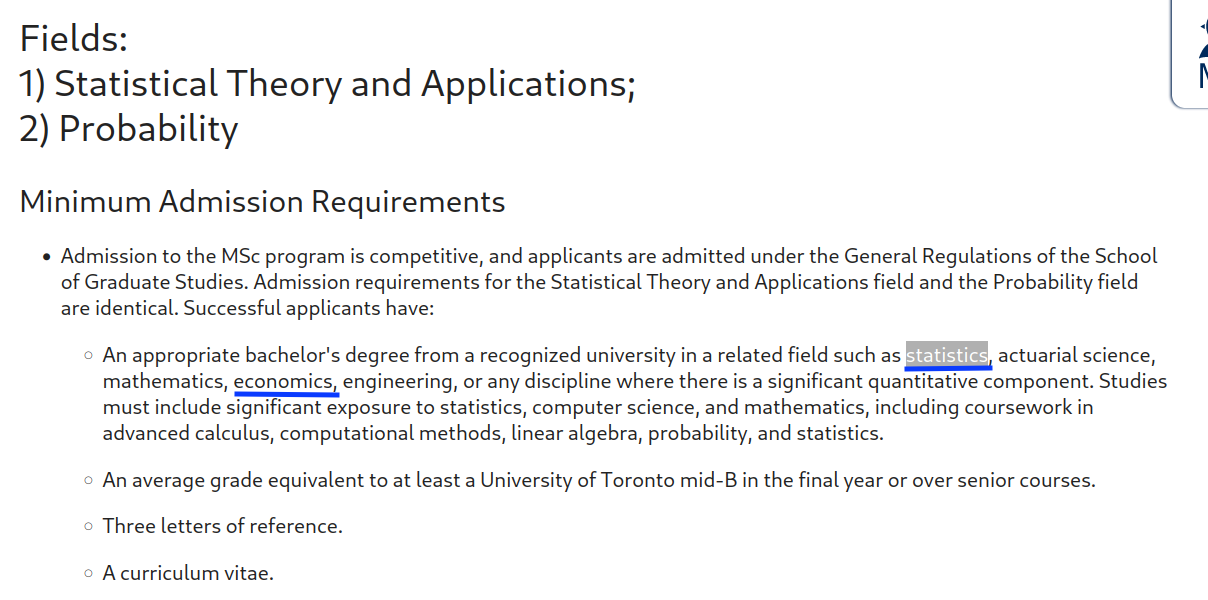 Fields:
1) Statistical Theory and Applications;
2) Probability
Minimum Admission Requirements
• Admission to the MSc program is competitive, and applicants are admitted under the General Regulations of the School
of Graduate Studies. Admission requirements for the Statistical Theory and Applications field and the Probability field
are identical. Successful applicants have:
◦ An appropriate bachelor's degree from a recognized university in a related field such as statistics, actuarial science,
mathematics, economics, engineering, or any discipline where there is a significant quantitative component. Studies
must include significant exposure to statistics, computer science, and mathematics, including coursework in
advanced calculus, computational methods, linear algebra, probability, and statistics.
◦ An average grade equivalent to at least a University of Toronto mid-B in the final year or over senior courses.
◦ Three letters of reference.
◦ A curriculum vitae.